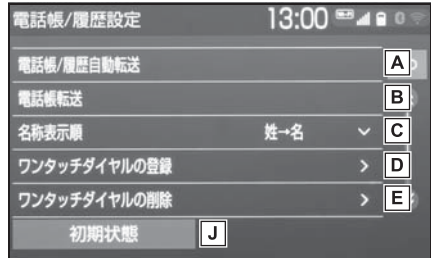 電話帳/履歴設定 13:00
電話帳/履歴自動転送 A
電話帳転送 B
名称表示順 姓→名 C
ワンタッチダイヤルの登録 D
ワンタッチダイヤルの削除 E
初期状態 J